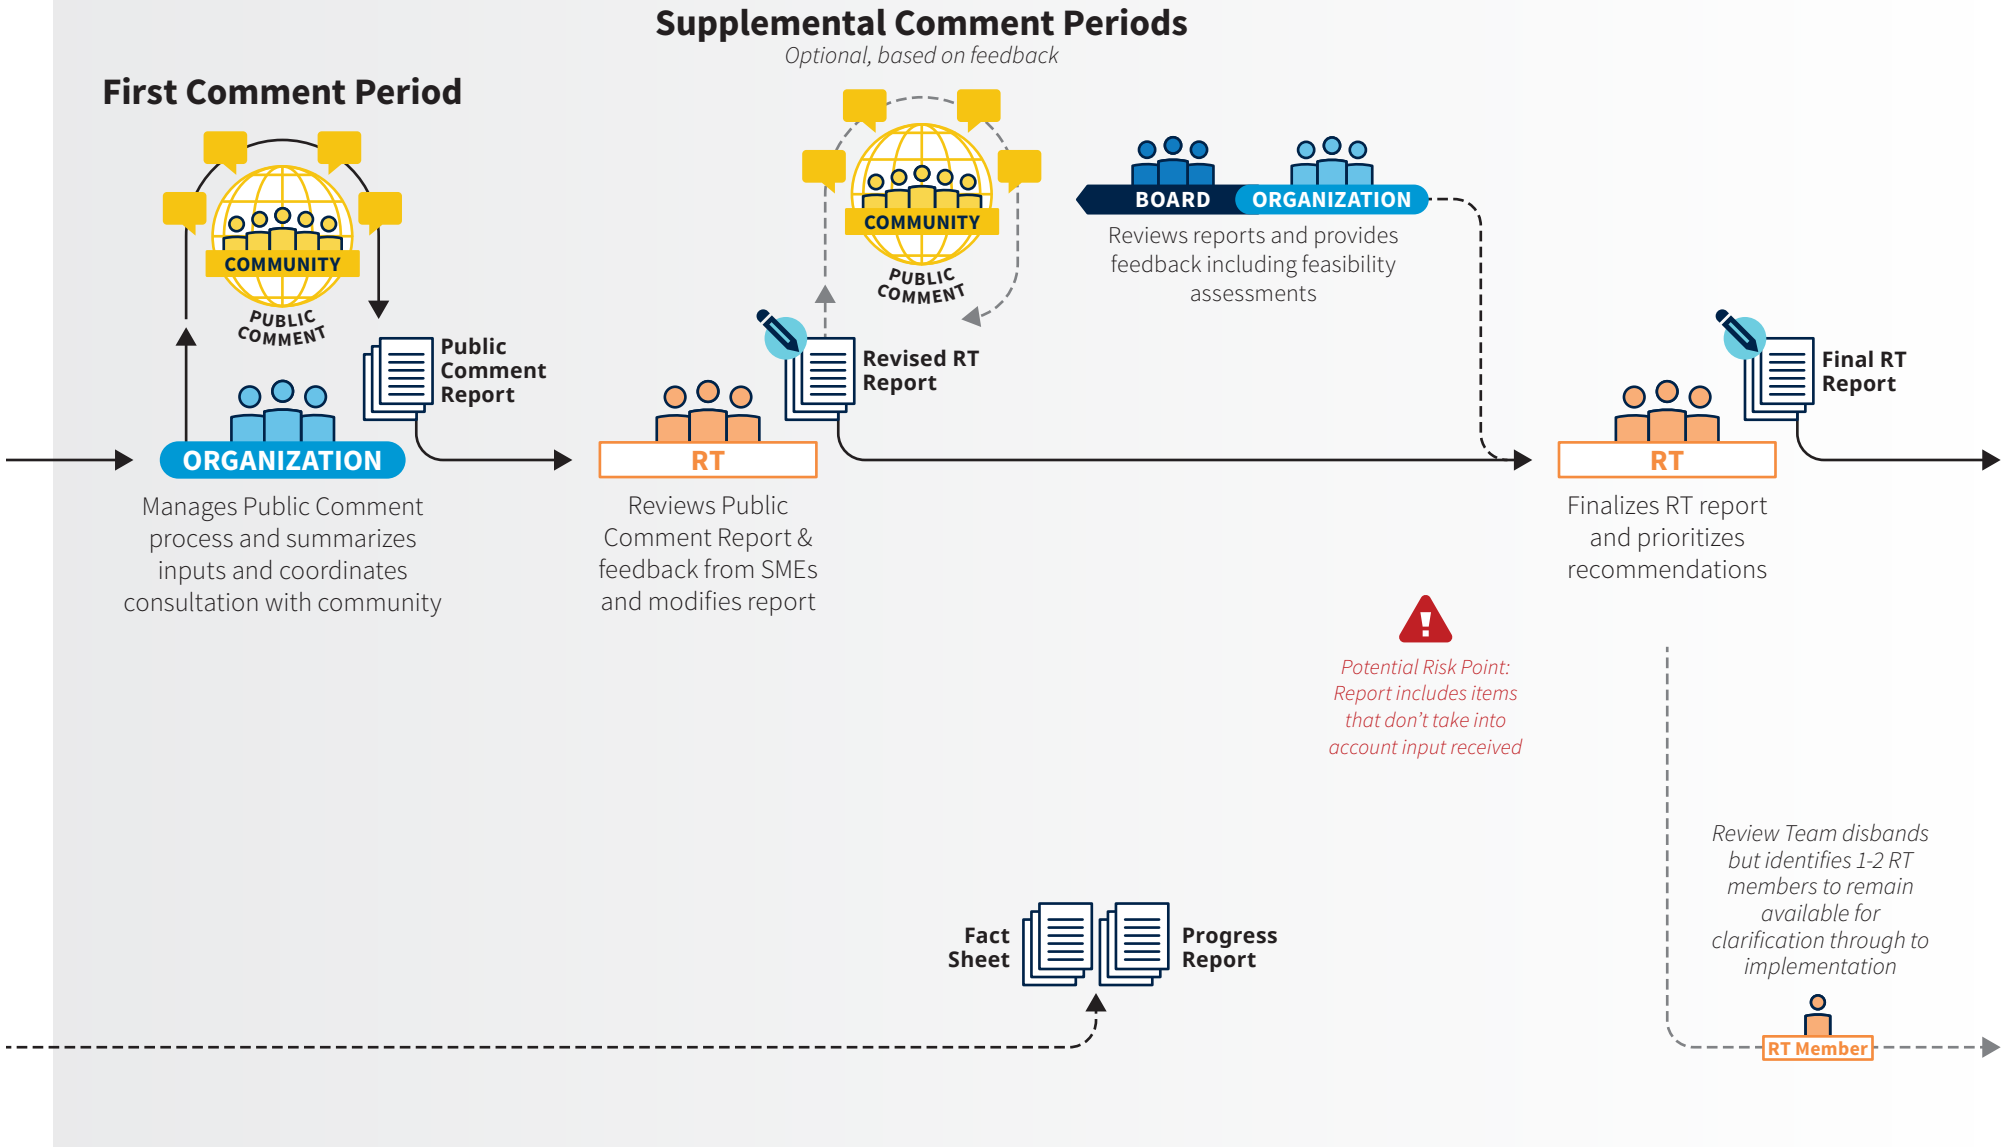 Supplemental Comment Periods
Optional, based on feedback
First Comment Period
COMMUNITY
PUBLIC
COMMENT
Public
Comment
Report
ORGANIZATION
Manages Public Comment
process and summarizes
inputs and coordinates
consultation with community
COMMUNITY
PUBLIC
COMMENT
Revised RT
Report
RT
Reviews Public
Comment Report &
feedback from SMEs
and modifies report
BOARD
ORGANIZATION
Reviews reports and provides
feedback including feasibility
assessments
Final RT
Report
RT
Finalizes RT report
and prioritizes
recommendations
Potential Risk Point:
Report includes items
that don’t take into
account input received
Fact
Sheet
Progress
Report
Review Team disbands
but identifies 1-2 RT
members to remain
available for
clarification through to
implementation
RT Member